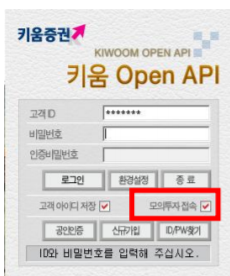 키움증권
KIWOOM OPEN API
키움 Open API
고객 ID *******
비밀번호
인증비밀번호
로그인 환경설정 종 료
고객 아이디 저장 모의투자 접속
공인인증 신규가입 ID/PW찾기
ID와 비밀번호를 입력해 주십시오.